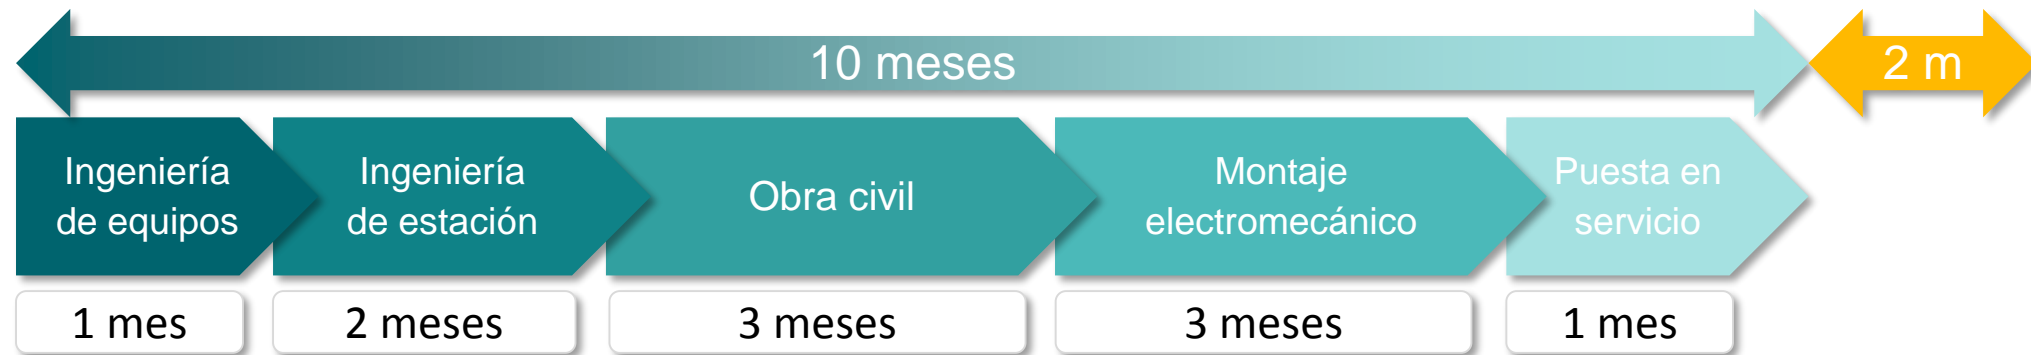 10 meses
2 m
Ingeniería
de equipos
Ingeniería
de estación
Obra civil
Montaje
electromecánico
Puesta en
servicio
1 mes
2 meses
3 meses
3 meses
1 mes